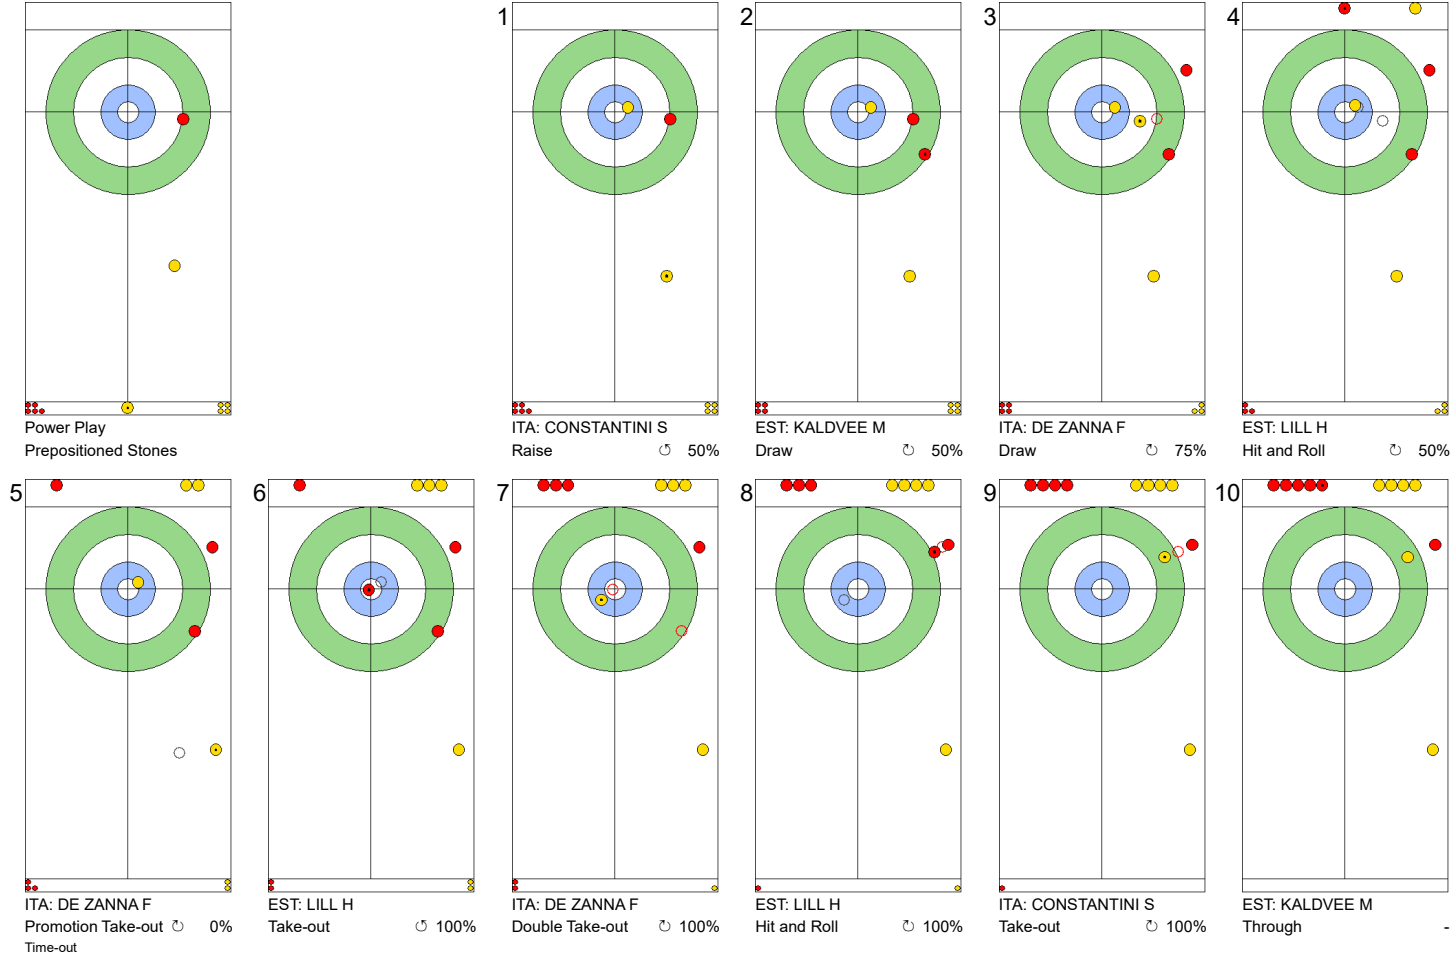 Power Play
Prepositioned Stones
1
ITA: CONSTANTINI S
Raise 50%
2
EST: KALDVEE M
Draw 50%
3
ITA: DE ZANNA F
Draw 75%
4
EST: LILL H
Hit and Roll 50%
5
ITA: DE ZANNA F
Promotion Take-out 0%
Time-out
6
EST: LILL H
Take-out 100%
7
ITA: DE ZANNA F
Double Take-out 100%
8
EST: LILL H
Hit and Roll 100%
9
ITA: CONSTANTINI S
Take-out 100%
10
EST: KALDVEE M
Through -